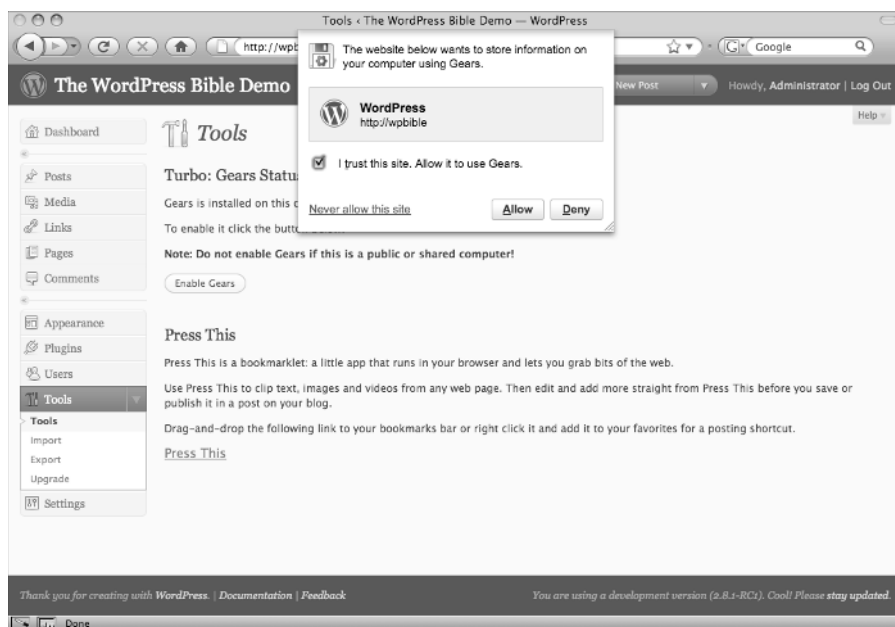 Tools ‹ The WordPress Bible Demo — WordPress
http://wpb
Google
The WordPress Bible Demo
New Post
Howdy, Administrator | Log Out
Help
The website below wants to store information on
your computer using Gears.
WordPress
http://wpbible
I trust this site. Allow it to use Gears.
Never allow this site
Allow
Deny
Dashboard
Posts
Media
Links
Pages
Comments
Appearance
Plugins
Users
Tools
Tools
Import
Export
Upgrade
Settings
Tools
Turbo: Gears Statu
Gears is installed on this c
To enable it click the butt
Note: Do not enable Gears if this is a public or shared computer!
Enable Gears
Press This
Press This is a bookmarklet: a little app that runs in your browser and lets you grab bits of the web.
Use Press This to clip text, images and videos from any web page. Then edit and add more straight from Press This before you save or
publish it in a post on your blog.
Drag-and-drop the following link to your bookmarks bar or right click it and add it to your favorites for a posting shortcut.
Press This
Thank you for creating with WordPress. | Documentation | Feedback
You are using a development version (2.8.1-RC1). Cool! Please stay updated.
Done